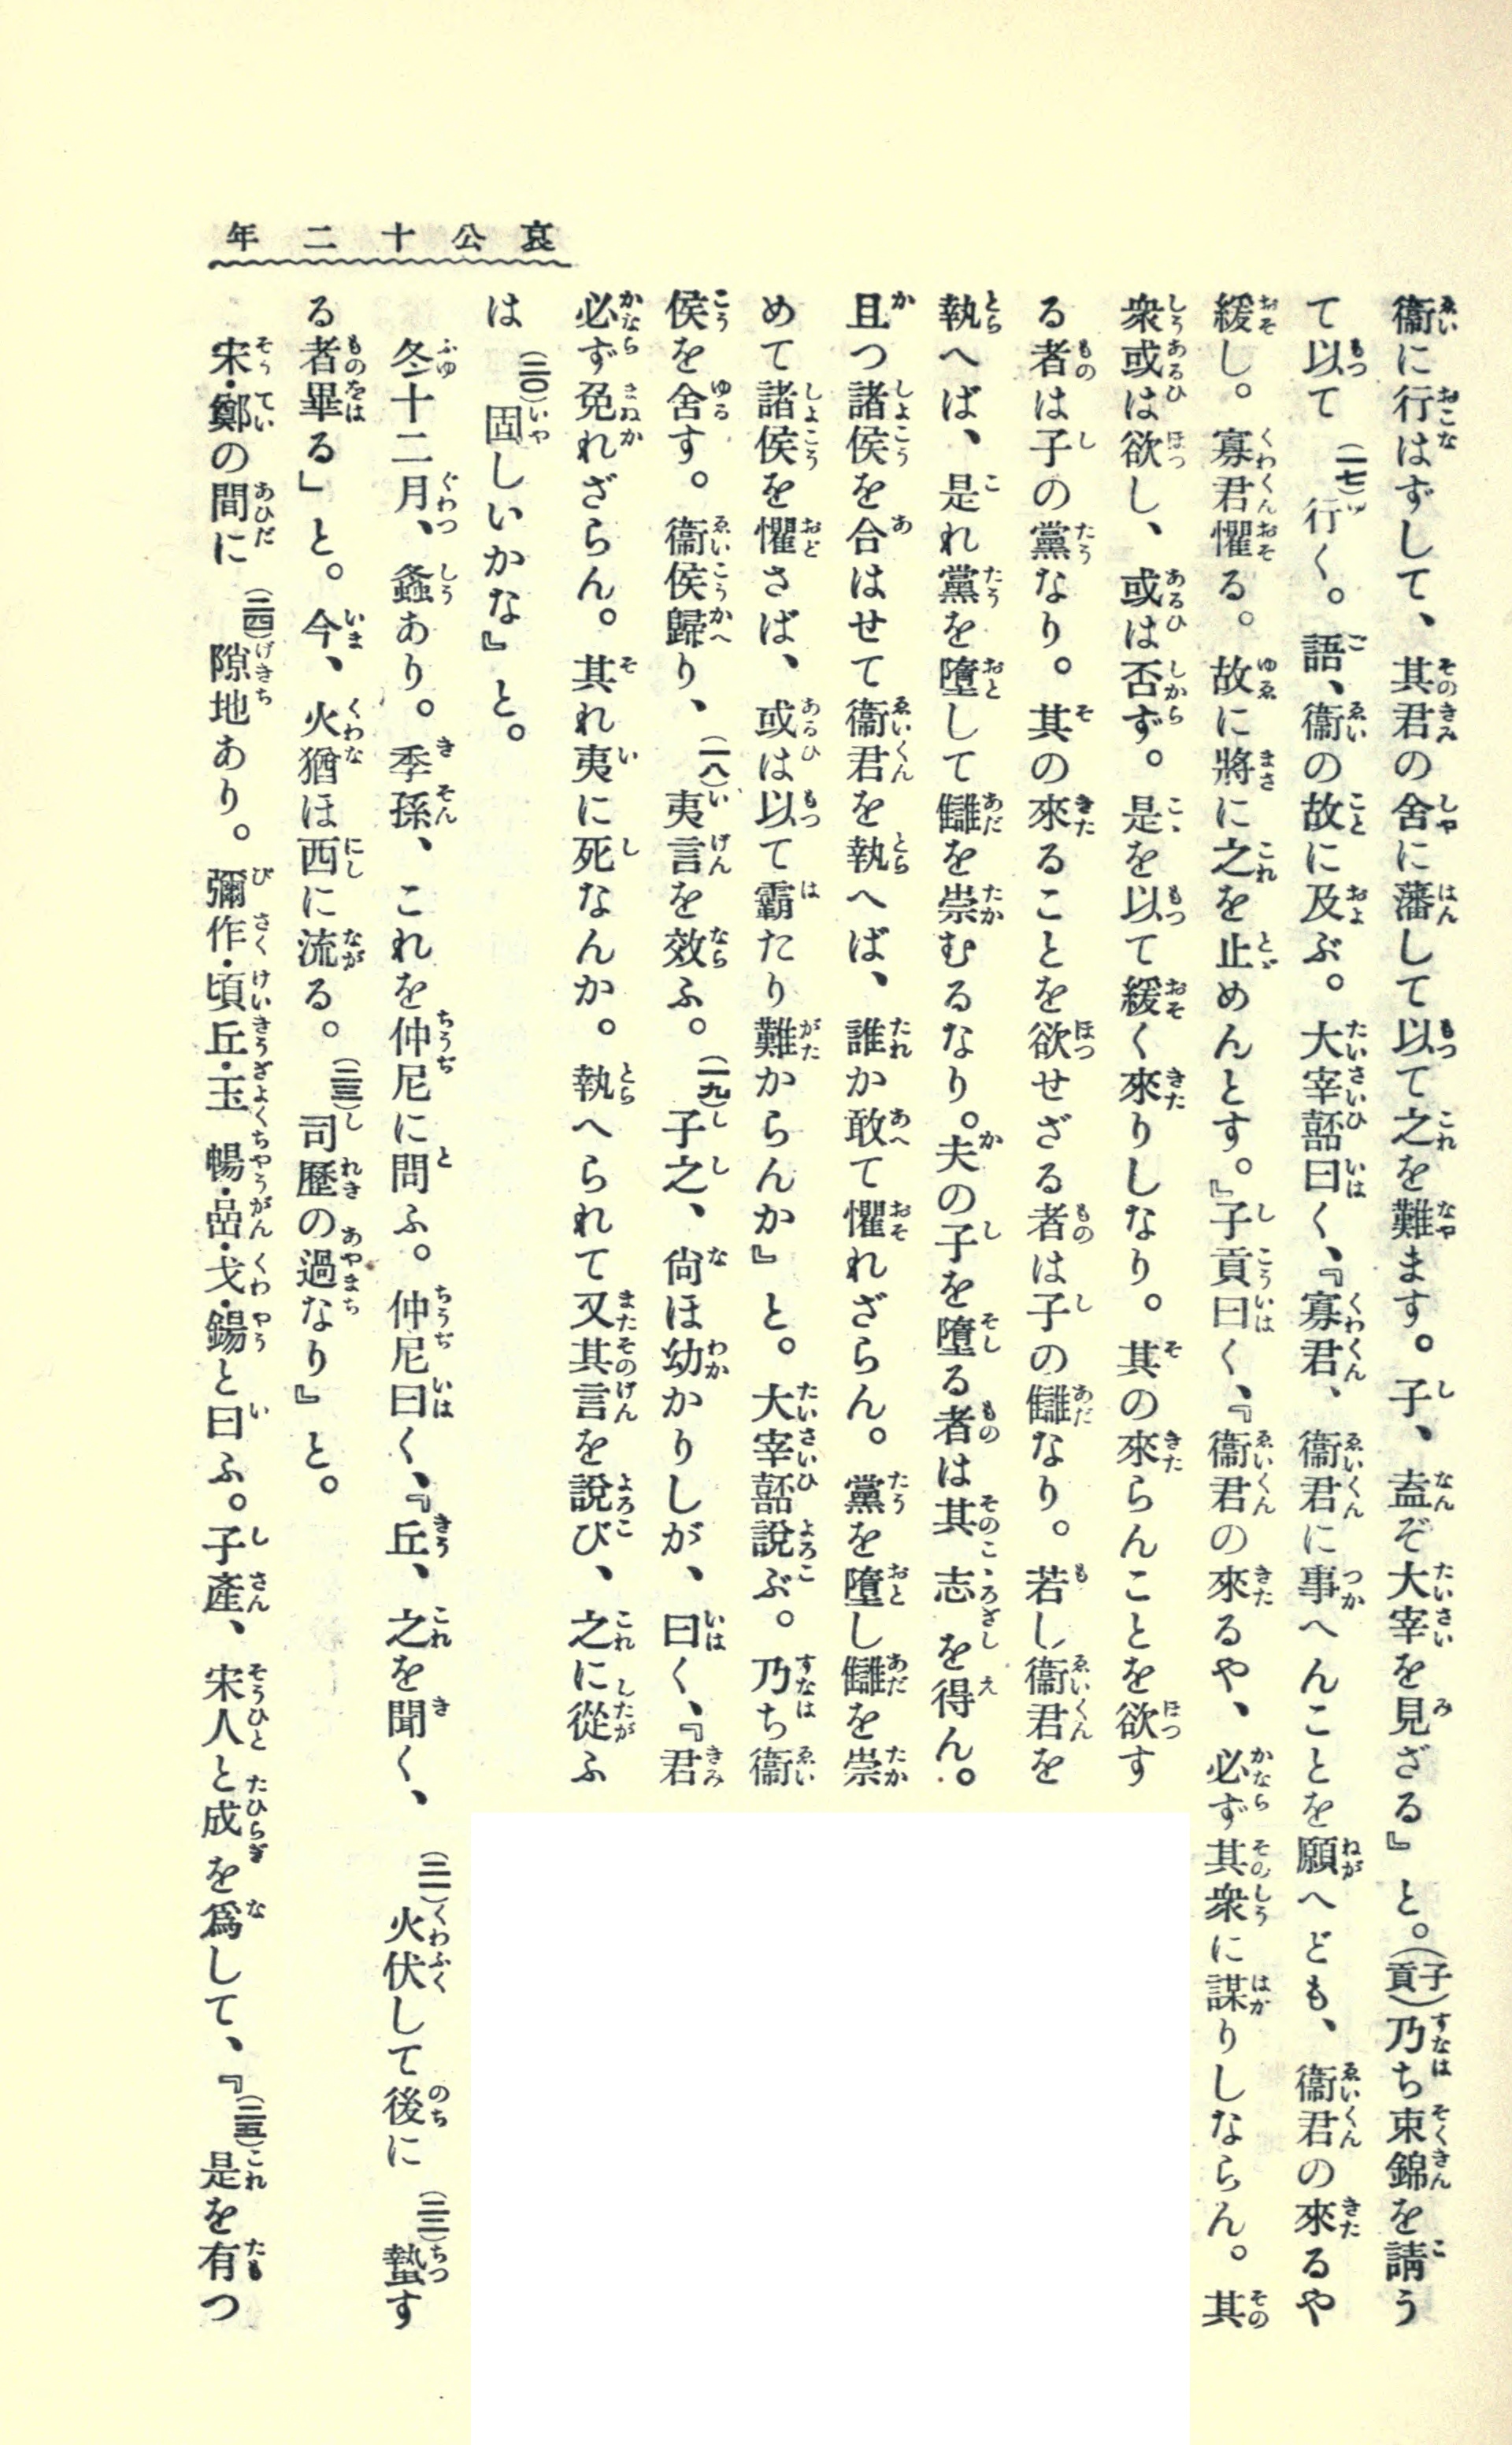 衞に行はずして、其君の舍に藩して以て之を難ます。子、盍ぞ大宰を見ざる』と。(子貢)乃ち束錦を請う
て以て(一七)行く。語、衞の故に及ぶ。大宰嚭曰く、『寡君、衞君に事へんことを願へども、衞君の來るや
緩し。寡君懼る。故に將に之を止めんとす。』子貢曰く、『衞君の來るや、必ず其衆に謀りしならん。其
衆或は欲し、或は否ず。是を以て緩く來りしなり。其の來らんことを欲す
る者は子の黨なり。其の來ることを欲せざる者は子の讎なり。若し衞君を
執へば、是れ黨を墮して讎を崇むるなり。夫の子を墮る者は其志を得ん。
且つ諸侯を合はせて衞君を執へば、誰か敢て懼れざらん。黨を墮し讎を崇
めて諸侯を懼さば、或は以て霸たり難からんか』と。大宰嚭說ぶ。乃ち衞
侯を舍す。衞侯歸り、(一八)夷言を效ふ。(一九)子之、尙ほ幼かりしが、曰く、『君
必ず免れざらん。其れ夷に死なんか。執へられて又其言を說び、之に從ふ
は(二〇)固しいかな』と。
冬十二月、螽あり。季孫、これを仲尼に問ふ。仲尼曰く、『丘、之を聞く、(二一)火伏して後に(二二)蟄す
る者畢る」と。今、火猶ほ西に流る。(二三)司歷の過なり』と。
宋・鄭の間に(二四)隙地あり。彌作・頃丘・玉暢・嵒・戈・鍚と曰ふ。子產、宋人と成を爲して、『(二五)是を有つ
哀公十二年